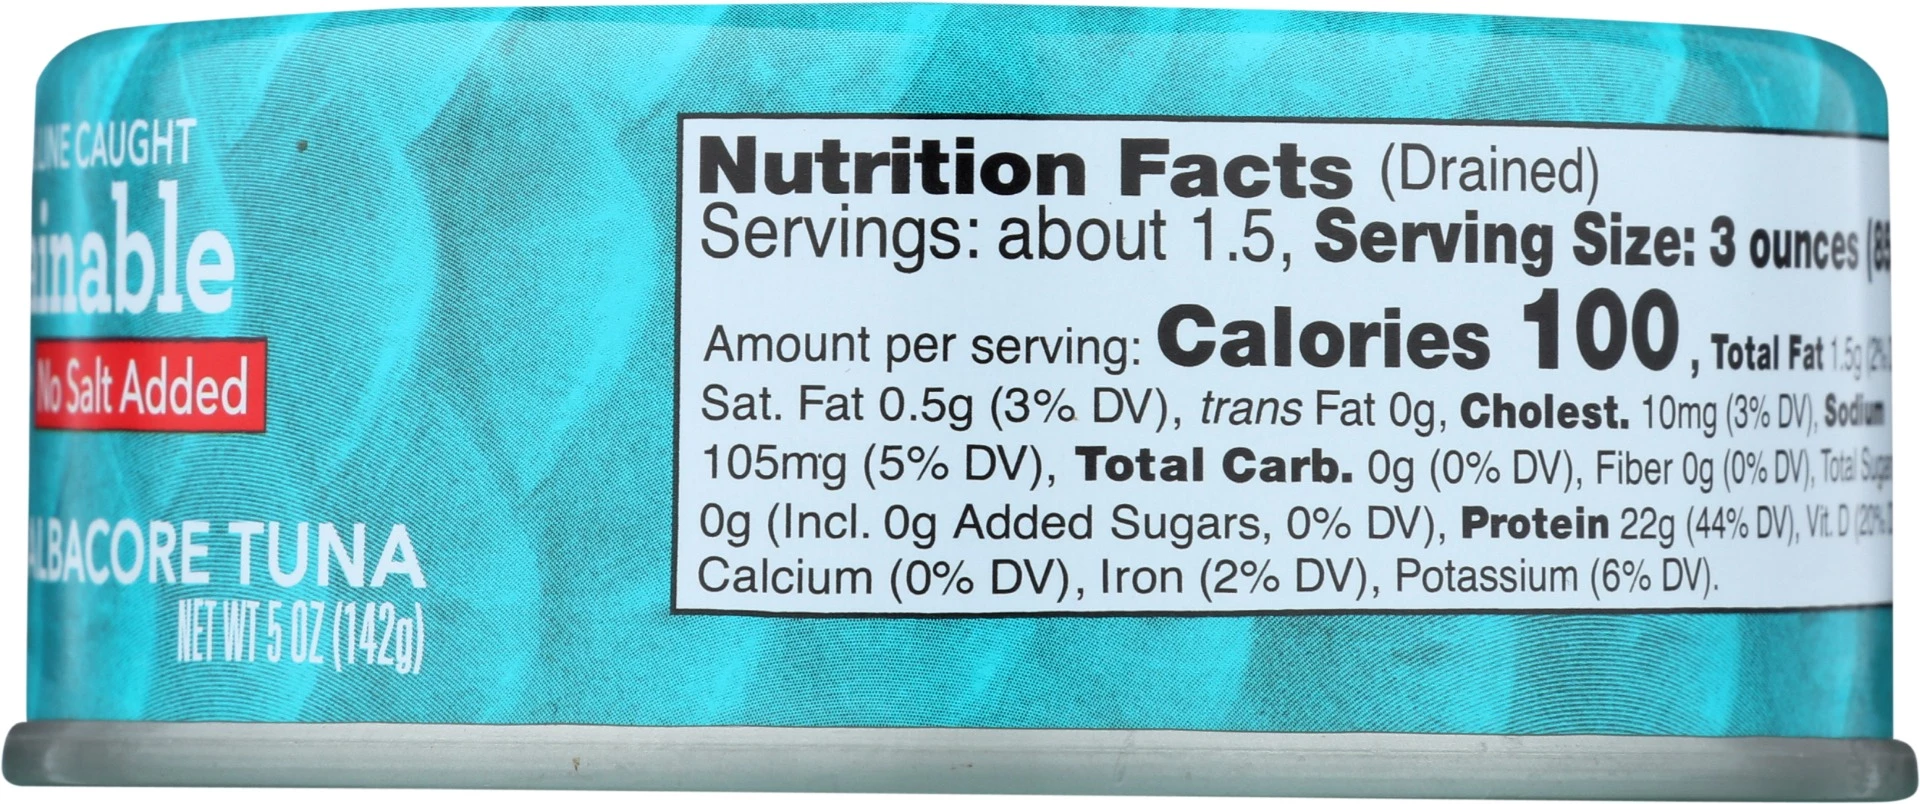 LINE CAUGHT
No Salt Added
ALBACORE TUNA
NET WT 5 OZ (142g)
Nutrition Facts (Drained)
Servings: about 1.5, Serving Size: 3 ounces
Amount per serving: Calories 100, Total Fat 1.5g (2%
Sat. Fat 0.5g (3% DV), trans Fat 0g, Cholest. 10mg (3% DV), Sodium
105mg (5% DV), Total Carb. 0g (0% DV), Fiber 0g (0% DV), Total Sugars
0g (Incl. 0g Added Sugars, 0% DV), Protein 22g (44% DV), Vit. D (20%
Calcium (0% DV), Iron (2% DV), Potassium (6% DV).